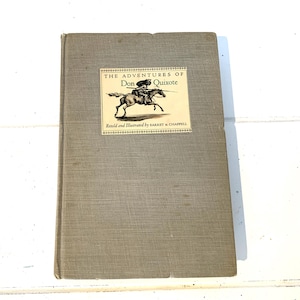 THE ADVENTURES OF
Don Quixote
Retold and Illustrated by WARREN W. CHAPPELL